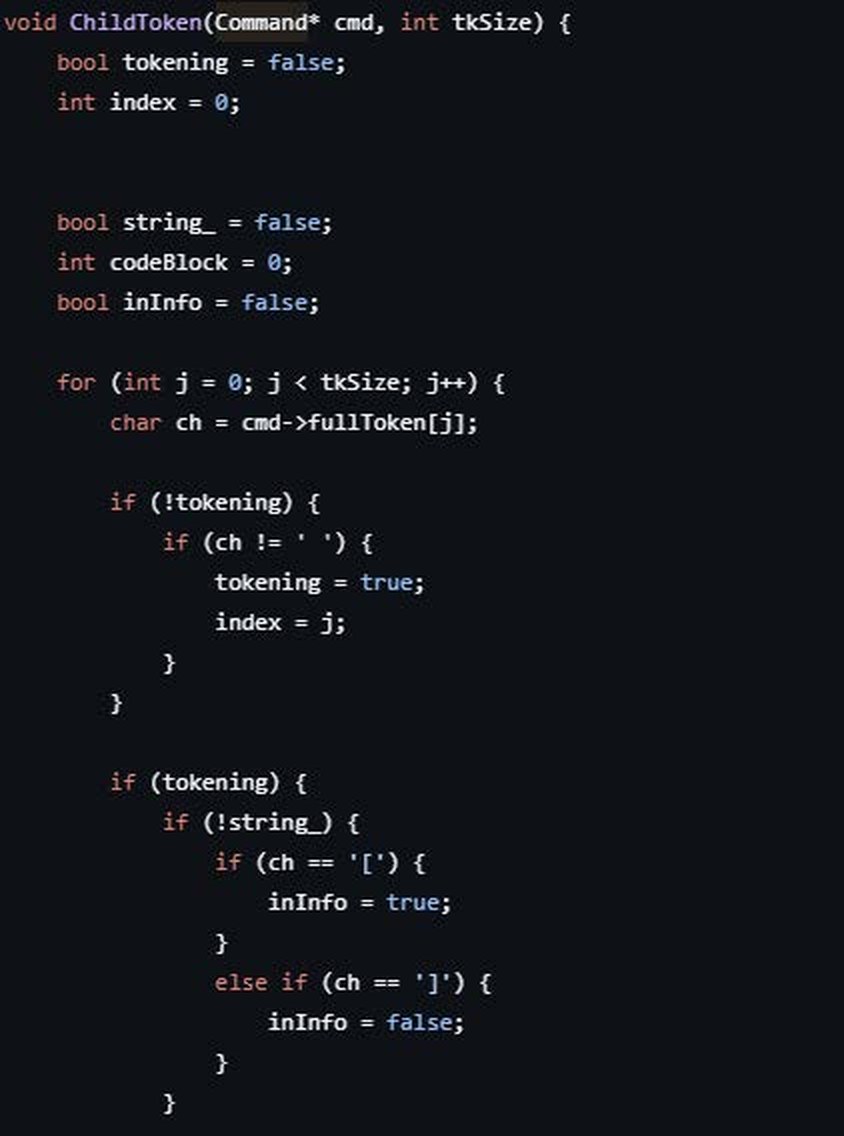 void ChildToken(Command* cmd, int tkSize) {
    bool tokening = false;
    int index = 0;
    bool string_ = false;
    int codeBlock = 0;
    bool inInfo = false;
    for (int j = 0; j < tkSize; j++) {
        char ch = cmd->fullToken[j];
        if (!tokening) {
            if (ch != ' ') {
                tokening = true;
                index = j;
            }
        }
        if (tokening) {
            if (!string_) {
                if (ch == '[') {
                    inInfo = true;
                }
                else if (ch == ']') {
                    inInfo = false;
                }
            }